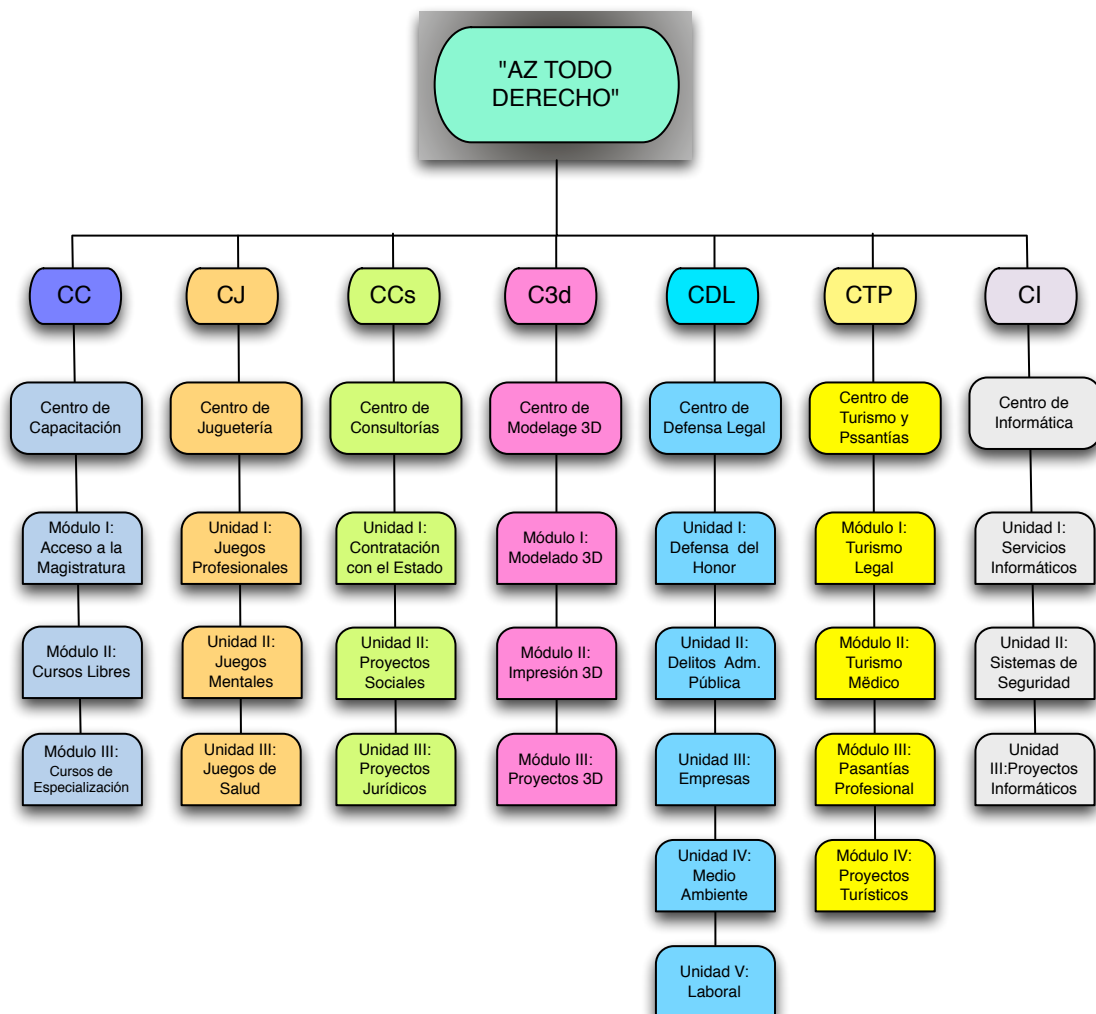 "AZ TODO
DERECHO"
CC
CJ
CCs
C3d
CDL
CTP
CI
Centro de
Capacitación
Centro de
Juguetería
Centro de
Consultorías
Centro de
Modelage 3D
Centro de
Defensa Legal
Centro de
Turismo y
Pssantías
Centro de
Informática
Módulo I:
Acceso a la
Magistratura
Unidad I:
Juegos
Profesionales
Unidad I:
Contratación
con el Estado
Módulo I:
Modelado 3D
Unidad I:
Defensa del
Honor
Módulo I:
Turismo
Legal
Unidad I:
Servicios
Informáticos
Módulo II:
Cursos Libres
Unidad II:
Juegos
Mentales
Unidad II:
Proyectos
Sociales
Módulo II:
Impresión 3D
Unidad II:
Delitos Adm.
Pública
Módulo II:
Turismo
Mëdico
Unidad II:
Sistemas de
Seguridad
Módulo III:
Cursos de
Especialización
Unidad III:
Juegos de
Salud
Unidad III:
Proyectos
Jurídicos
Módulo III:
Proyectos 3D
Unidad III:
Empresas
Módulo III:
Pasantías
Profesional
Unidad
III:Proyectos
Informáticos
Unidad IV:
Medio
Ambiente
Módulo IV:
Proyectos
Turísticos
Unidad V:
Laboral